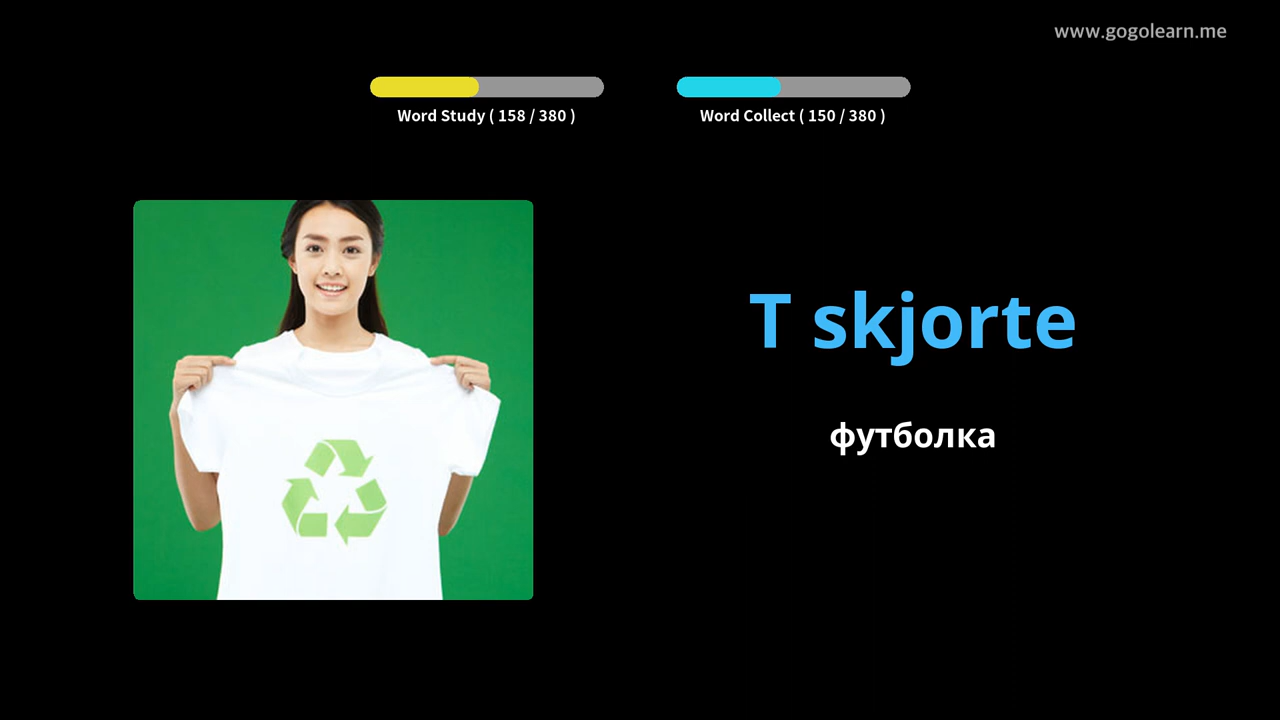 www.gogolearn.me
Word Study ( 158 / 380 )
Word Collect ( 150 / 380 )
T skjorte
футболка